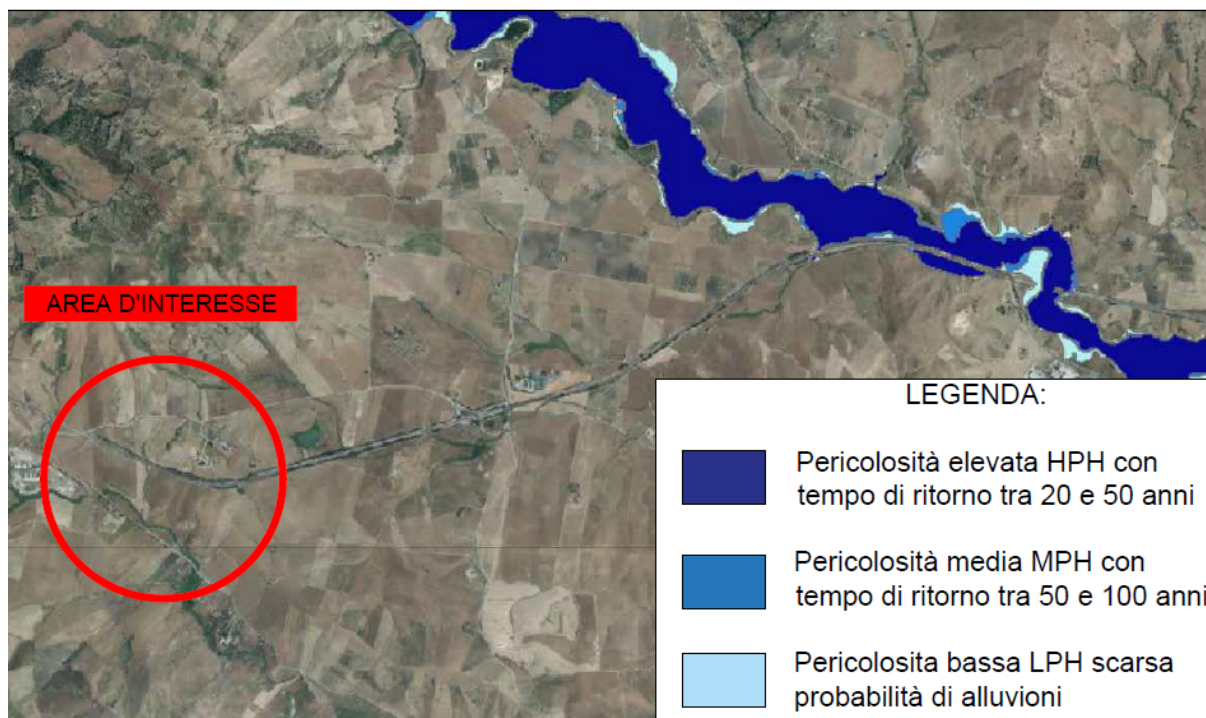 AREA D'INTERESSE
LEGENDA:
Pericolosità elevata HPH con
tempo di ritorno tra 20 e 50 anni
Pericolosità media MPH con
tempo di ritorno tra 50 e 100 anni
Pericolosita bassa LPH scarsa
probabilità di alluvioni